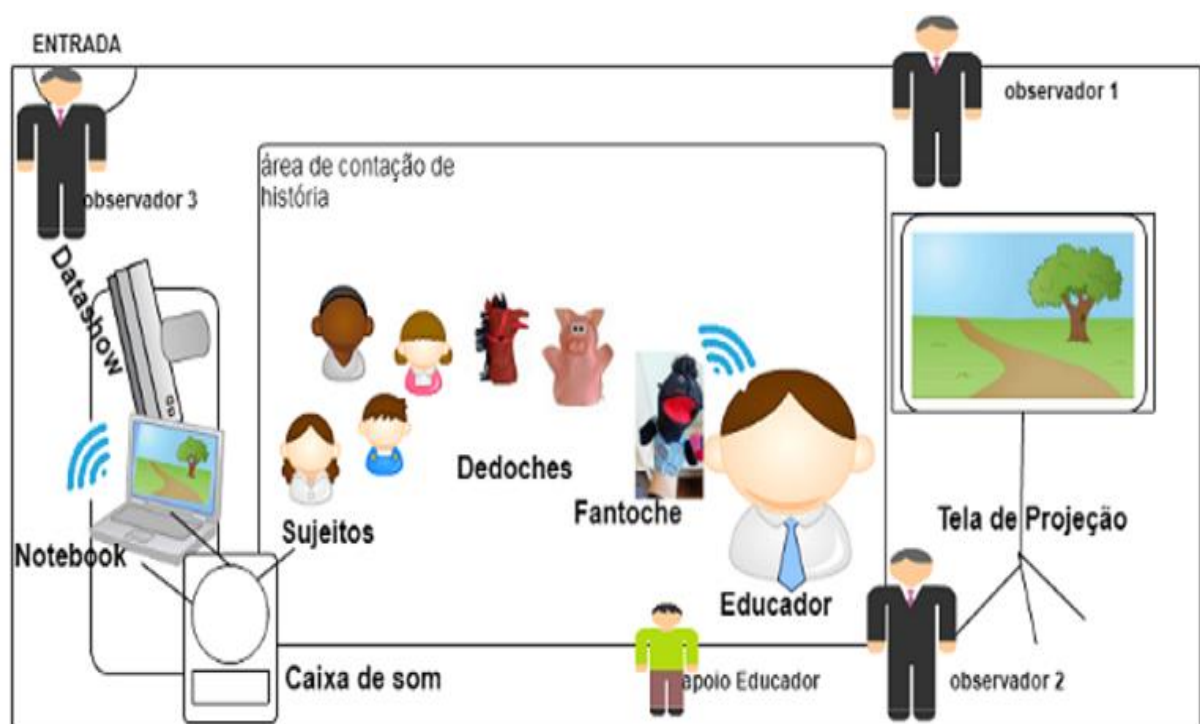 ENTRADA
observador 1
área de contação de
história
observador 3
Datashow
Dedoches
Fantoche
Tela de Projeção
Sujeitos
Notebook
Educador
Caixa de som
apoio Educador
observador 2